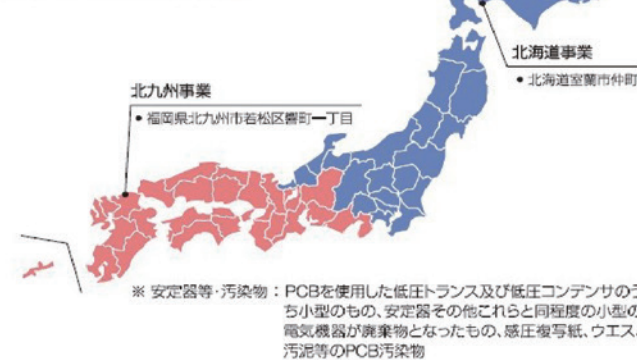 北海道事業
• 北海道室蘭市仲町
北九州事業
• 福岡県北九州市若松区響町一丁目
※ 安定器等・汚染物 : PCBを使用した低圧トランス及び低圧コンデンサのう
ち小型のもの、安定器その他これらと同程度の小型の
電気機器が廃棄物となったもの、感圧複写紙、ウエス、
汚泥等のPCB汚染物